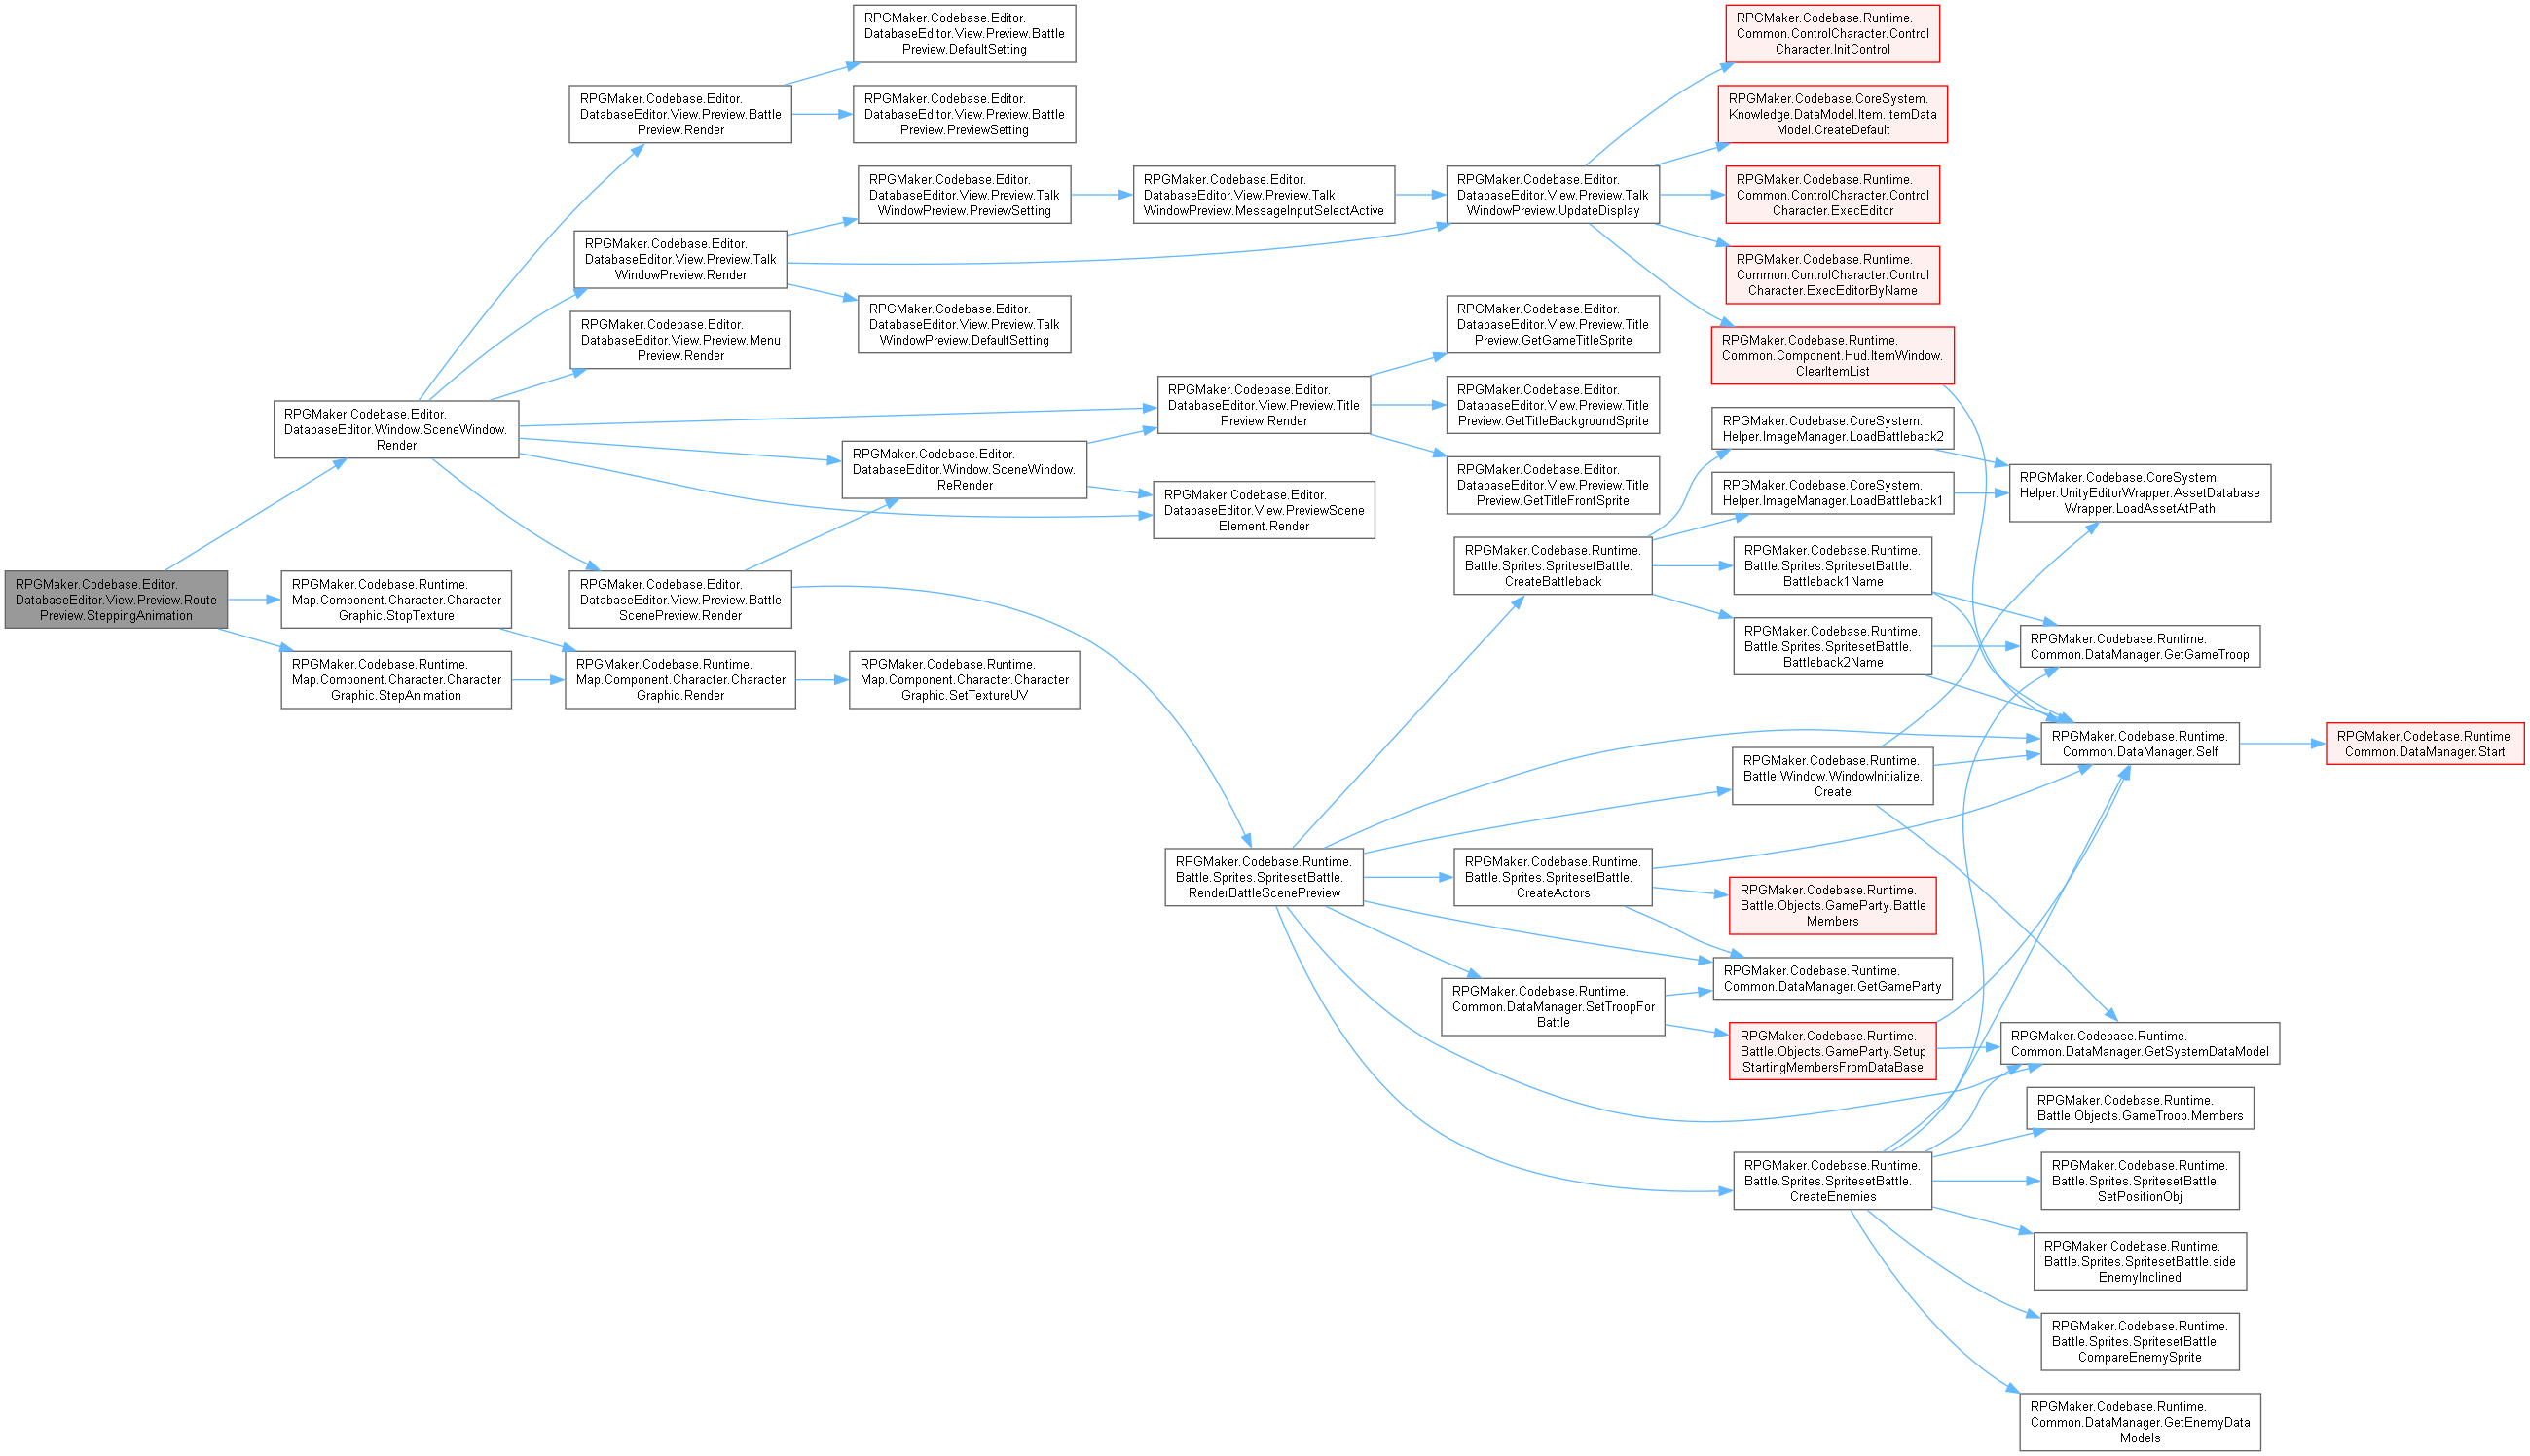 RPGMaker.Codebase.Editor.
DatabaseEditor.View.Preview.Route
Preview.SteppingAnimation
RPGMaker.Codebase.Editor.
DatabaseEditor.Window.SceneWindow.
Render
RPGMaker.Codebase.Runtime.
Map.Component.Character.Character
Graphic.StopTexture
RPGMaker.Codebase.Runtime.
Map.Component.Character.Character
Graphic.StepAnimation
RPGMaker.Codebase.Editor.
DatabaseEditor.View.Preview.Battle
Preview.Render
RPGMaker.Codebase.Editor.
DatabaseEditor.View.Preview.Talk
WindowPreview.Render
RPGMaker.Codebase.Editor.
DatabaseEditor.View.Preview.Menu
Preview.Render
RPGMaker.Codebase.Editor.
DatabaseEditor.View.Preview.Battle
ScenePreview.Render
RPGMaker.Codebase.Runtime.
Map.Component.Character.Character
Graphic.Render
RPGMaker.Codebase.Editor.
DatabaseEditor.View.Preview.Battle
Preview.DefaultSetting
RPGMaker.Codebase.Editor.
DatabaseEditor.View.Preview.Battle
Preview.PreviewSetting
RPGMaker.Codebase.Editor.
DatabaseEditor.View.Preview.Talk
WindowPreview.PreviewSetting
RPGMaker.Codebase.Editor.
DatabaseEditor.View.Preview.Talk
WindowPreview.DefaultSetting
RPGMaker.Codebase.Editor.
DatabaseEditor.Window.SceneWindow.
ReRender
RPGMaker.Codebase.Runtime.
Map.Component.Character.Character
Graphic.SetTextureUV
RPGMaker.Codebase.Editor.
DatabaseEditor.View.Preview.Talk
WindowPreview.MessageInputSelectActive
RPGMaker.Codebase.Editor.
DatabaseEditor.View.Preview.Title
Preview.Render
RPGMaker.Codebase.Editor.
DatabaseEditor.View.PreviewScene
Element.Render
RPGMaker.Codebase.Runtime.
Battle.Sprites.SpritesetBattle.
RenderBattleScenePreview
RPGMaker.Codebase.Editor.
DatabaseEditor.View.Preview.Talk
WindowPreview.UpdateDisplay
RPGMaker.Codebase.Editor.
DatabaseEditor.View.Preview.Title
Preview.GetGameTitleSprite
RPGMaker.Codebase.Editor.
DatabaseEditor.View.Preview.Title
Preview.GetTitleBackgroundSprite
RPGMaker.Codebase.Editor.
DatabaseEditor.View.Preview.Title
Preview.GetTitleFrontSprite
RPGMaker.Codebase.Runtime.
Battle.Sprites.SpritesetBattle.
CreateBattleback
RPGMaker.Codebase.Runtime.
Battle.Sprites.SpritesetBattle.
CreateActors
RPGMaker.Codebase.Runtime.
Common.DataManager.SetTroopFor
Battle
RPGMaker.Codebase.Runtime.
Common.ControlCharacter.Control
Character.InitControl
RPGMaker.Codebase.CoreSystem.
Knowledge.DataModel.Item.ItemData
Model.CreateDefault
RPGMaker.Codebase.Runtime.
Common.ControlCharacter.Control
Character.ExecEditor
RPGMaker.Codebase.Runtime.
Common.ControlCharacter.Control
Character.ExecEditorByName
RPGMaker.Codebase.Runtime.
Common.Component.Hud.ItemWindow.
ClearItemList
RPGMaker.Codebase.CoreSystem.
Helper.ImageManager.LoadBattleback2
RPGMaker.Codebase.CoreSystem.
Helper.ImageManager.LoadBattleback1
RPGMaker.Codebase.Runtime.
Battle.Sprites.SpritesetBattle.
Battleback1Name
RPGMaker.Codebase.Runtime.
Battle.Sprites.SpritesetBattle.
Battleback2Name
RPGMaker.Codebase.Runtime.
Battle.Window.WindowInitialize.
Create
RPGMaker.Codebase.Runtime.
Battle.Objects.GameParty.Battle
Members
RPGMaker.Codebase.Runtime.
Common.DataManager.GetGameParty
RPGMaker.Codebase.Runtime.
Battle.Objects.GameParty.Setup
StartingMembersFromDataBase
RPGMaker.Codebase.Runtime.
Battle.Sprites.SpritesetBattle.
CreateEnemies
RPGMaker.Codebase.CoreSystem.
Helper.UnityEditorWrapper.AssetDatabase
Wrapper.LoadAssetAtPath
RPGMaker.Codebase.Runtime.
Common.DataManager.GetGameTroop
RPGMaker.Codebase.Runtime.
Common.DataManager.Self
RPGMaker.Codebase.Runtime.
Common.DataManager.GetSystemDataModel
RPGMaker.Codebase.Runtime.
Battle.Objects.GameTroop.Members
RPGMaker.Codebase.Runtime.
Battle.Sprites.SpritesetBattle.
SetPositionObj
RPGMaker.Codebase.Runtime.
Battle.Sprites.SpritesetBattle.side
EnemyInclined
RPGMaker.Codebase.Runtime.
Battle.Sprites.SpritesetBattle.
CompareEnemySprite
RPGMaker.Codebase.Runtime.
Common.DataManager.GetEnemyData
Models
RPGMaker.Codebase.Runtime.
Common.DataManager.Start